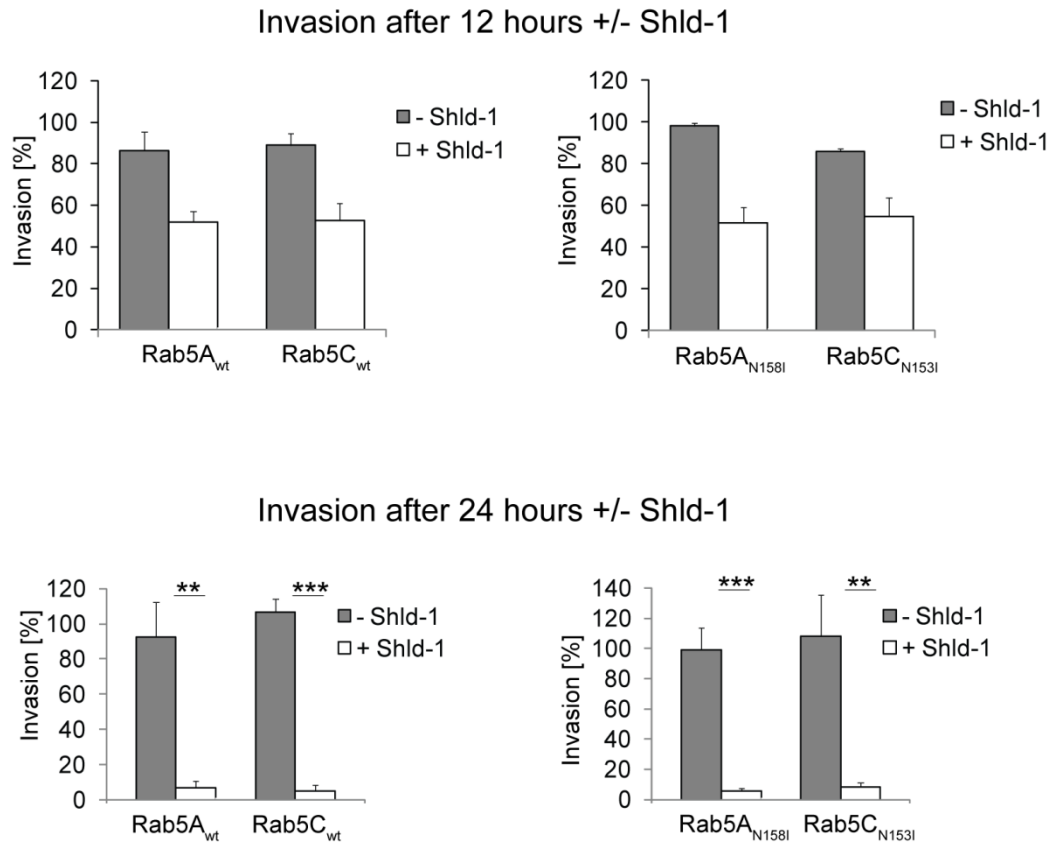 Invasion after 12 hours +/- Shld-1
Invasion [%]
120
100
80
60
40
20
0
- Shld-1
+ Shld-1
Rab5Awt
Rab5Cwt
Invasion [%]
120
100
80
60
40
20
0
- Shld-1
+ Shld-1
Rab5AN158I
Rab5CN153I
Invasion after 24 hours +/- Shld-1
Invasion [%]
120
100
80
60
40
20
0
**
***
- Shld-1
+ Shld-1
Rab5Awt
Rab5Cwt
Invasion [%]
140
120
100
80
60
40
20
0
***
**
- Shld-1
+ Shld-1
Rab5AN158I
Rab5CN153I